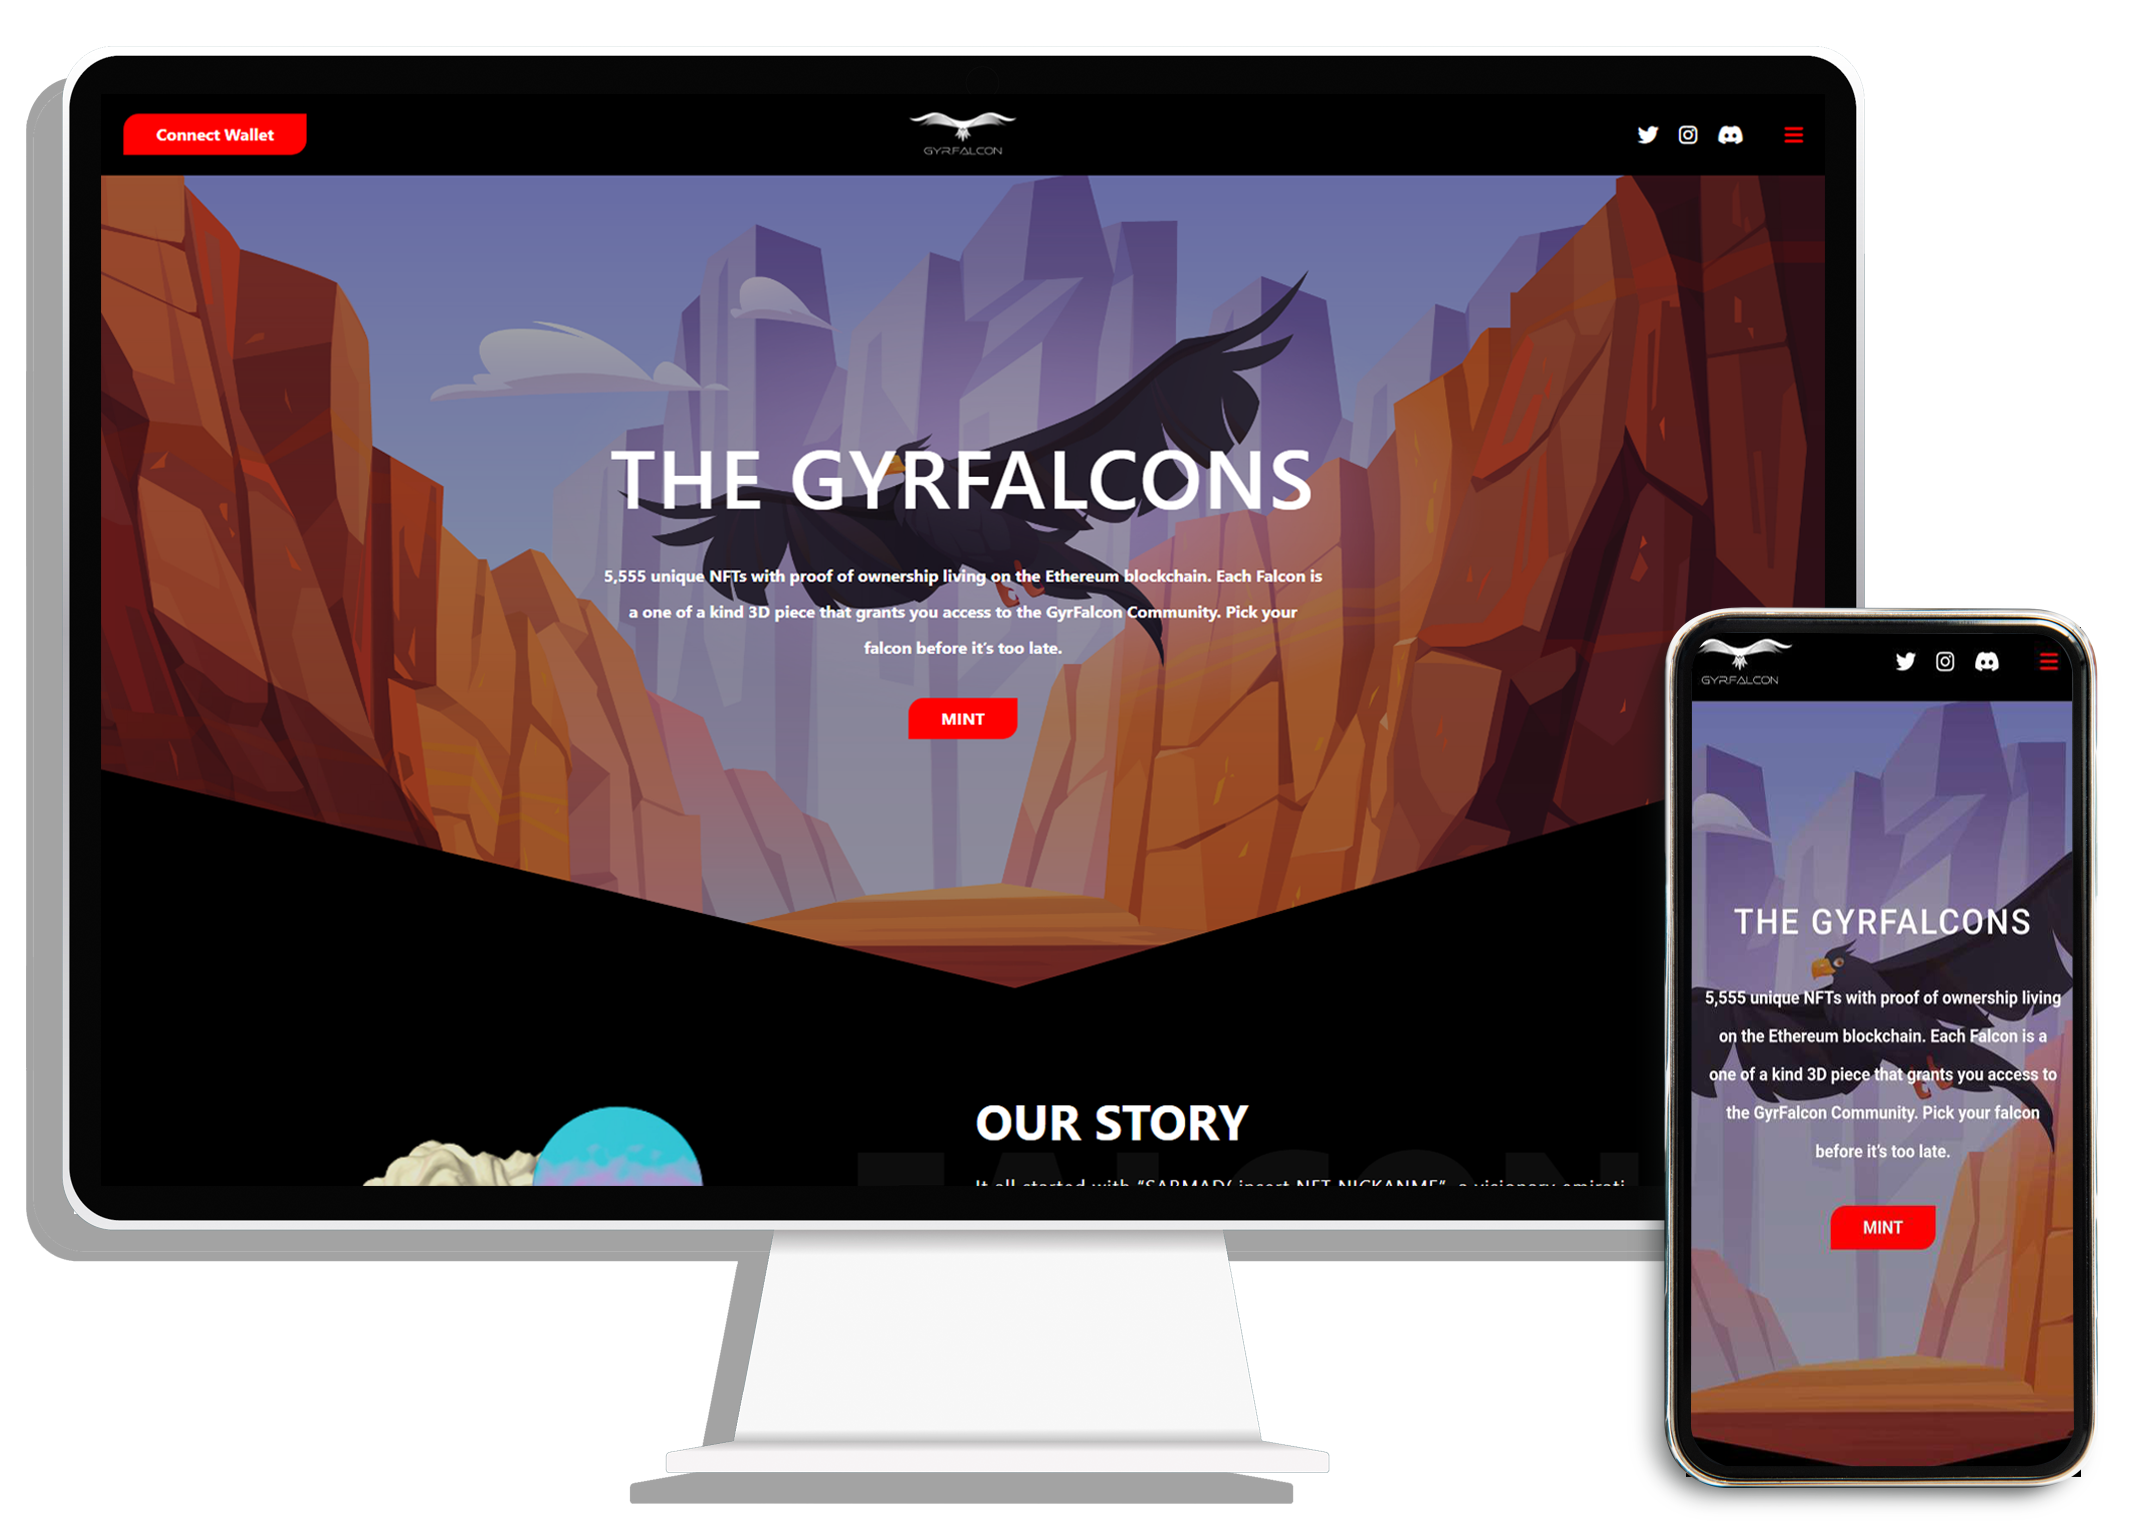 Connect Wallet
GYRFALCON
THE GYRFALCONS
5,555 unique NFTs with proof of ownership living on the Ethereum blockchain. Each Falcon is
a one of a kind 3D piece that grants you access to the GyrFalcon Community. Pick your
falcon before it's too late.
MINT
OUR STORY
FALCON
It all started with “SARMAD( insert NFT NICKANME”, a visionary emirati
GYRFALCON
THE GYRFALCONS
5,555 unique NFTs with proof of ownership living
on the Ethereum blockchain. Each Falcon is a
one of a kind 3D piece that grants you access to
the GyrFalcon Community. Pick your falcon
before it's too late.
MINT